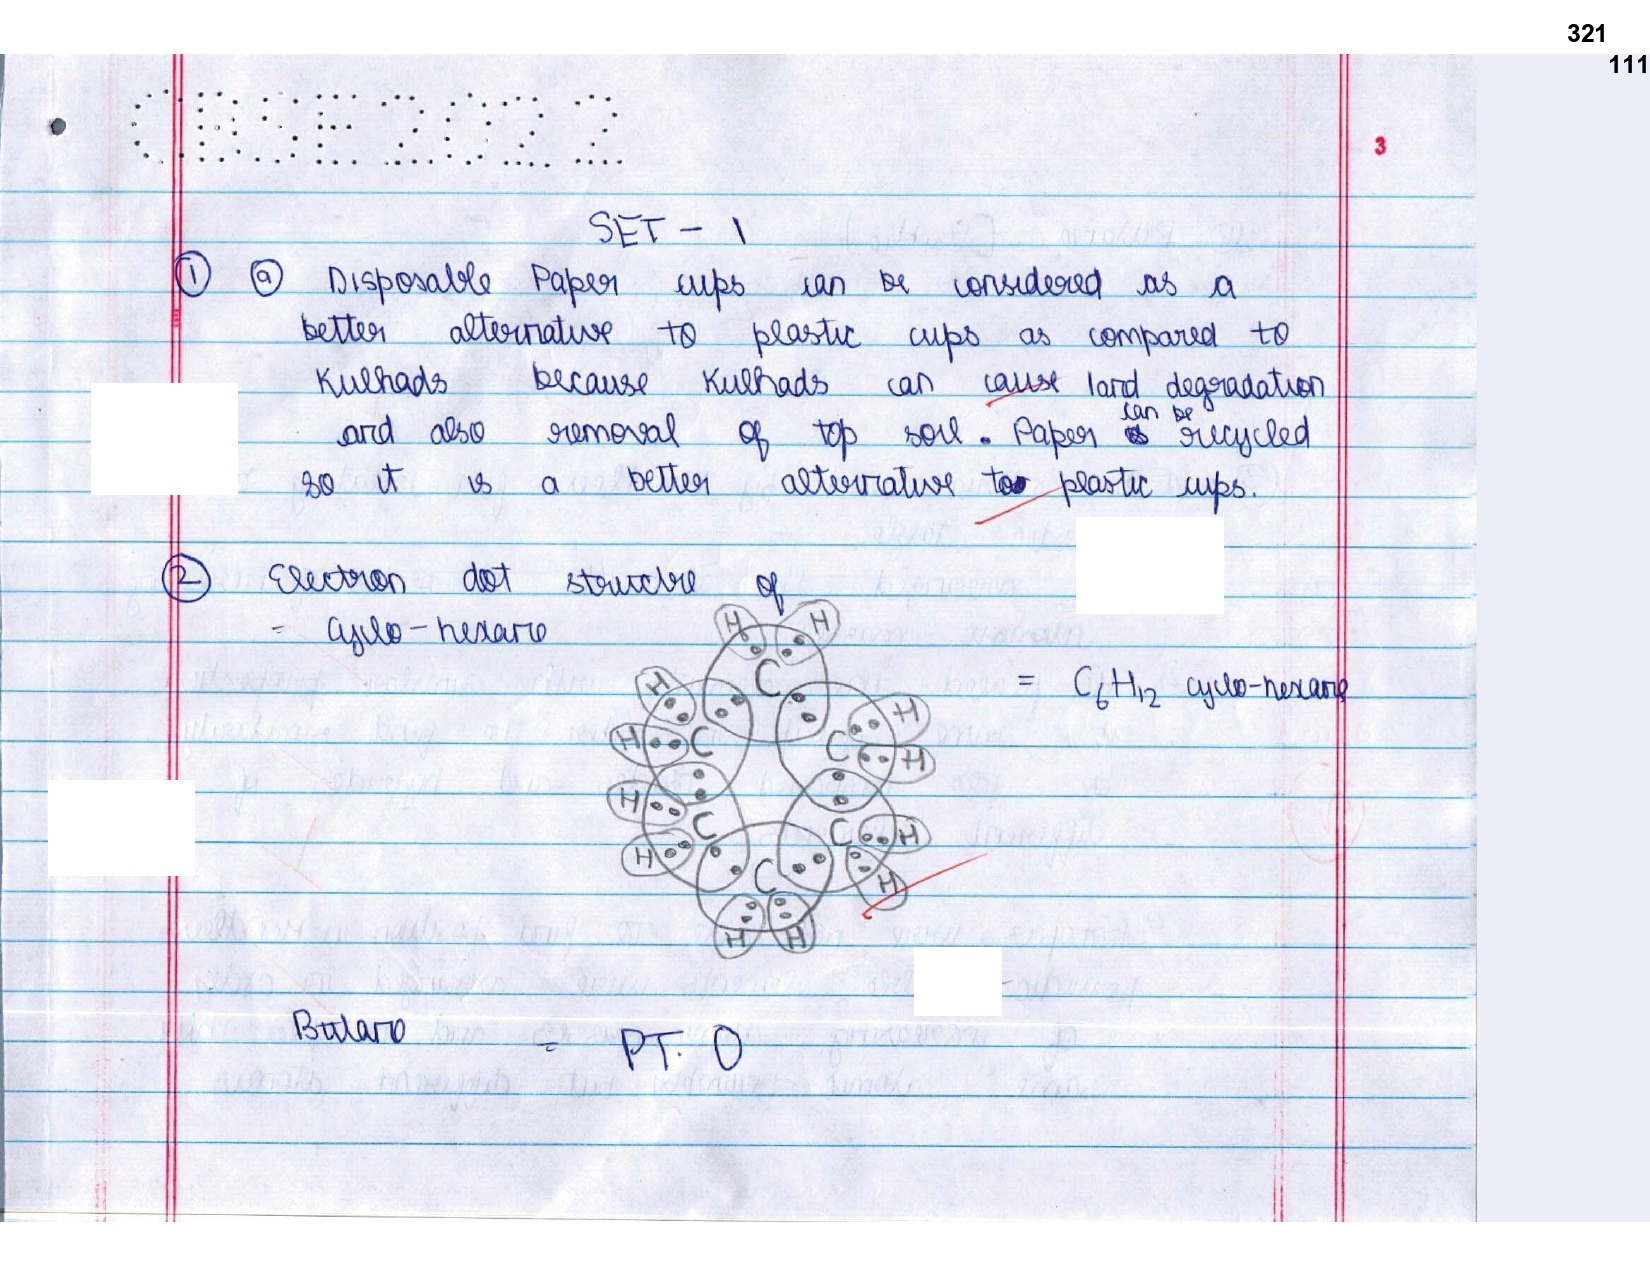 321
111
CBSE 2022
3
SET - 1
1 a Disposable Paper cups can be considered as a
better alternative to plastic cups as compared to
Kulhads because Kulhads can cause land degradation
and also removal of top soil. Paper can be recycled
so it is a better alternative to plastic cups.
2 Electron dot structure of
= cyclo-hexane
H H
C
H C C H
H H
= C6H12 cyclo-hexane
H C C H
H H
C
H H
Butane = PT. O